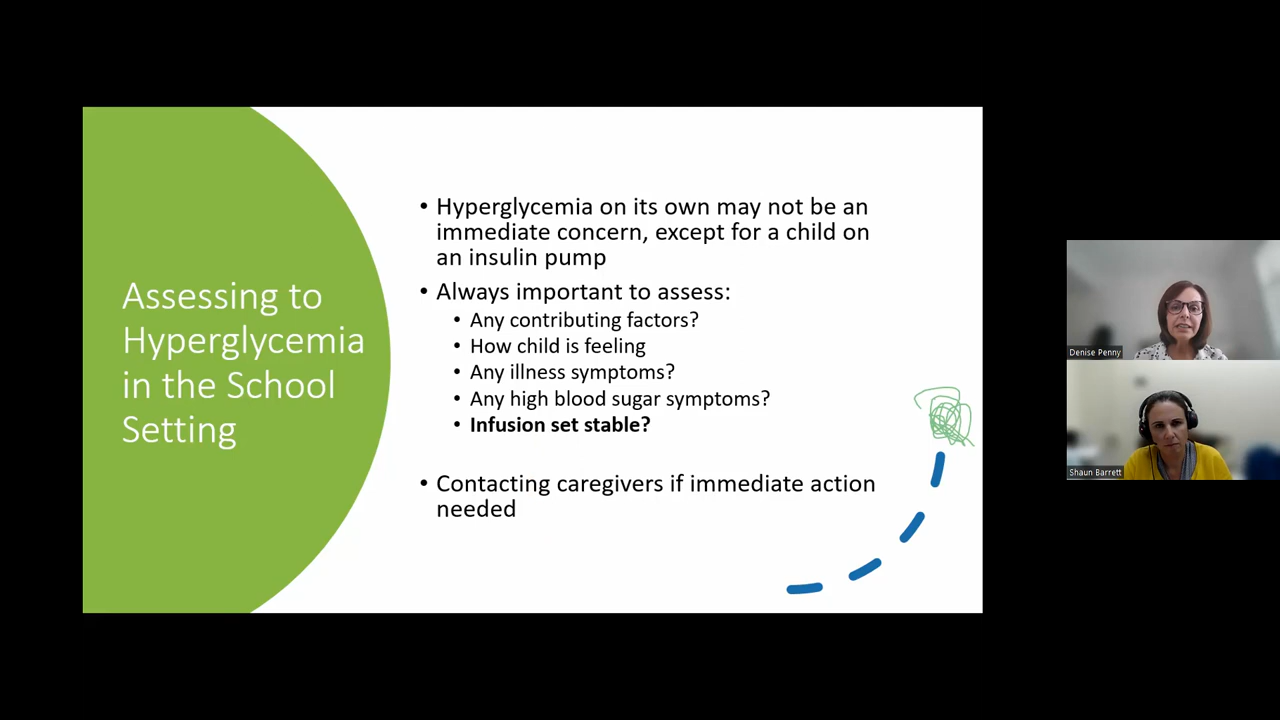 Assessing to
Hyperglycemia
in the School
Setting
• Hyperglycemia on its own may not be an
immediate concern, except for a child on
an insulin pump
• Always important to assess:
• Any contributing factors?
• How child is feeling
• Any illness symptoms?
• Any high blood sugar symptoms?
• Infusion set stable?
• Contacting caregivers if immediate action
needed
Denise Penny
Shaun Barrett